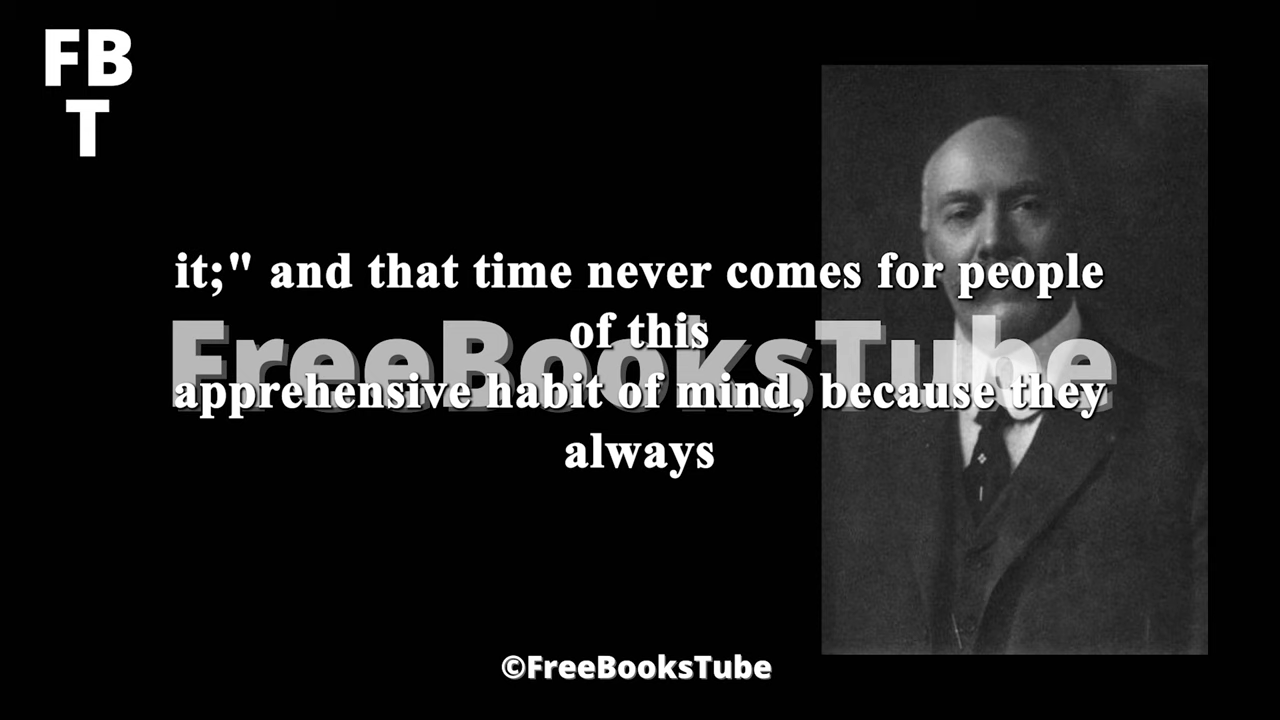 FB
T
it;" and that time never comes for people
of this
FreeBooksTube
apprehensive habit of mind, because they
always
©FreeBooksTube